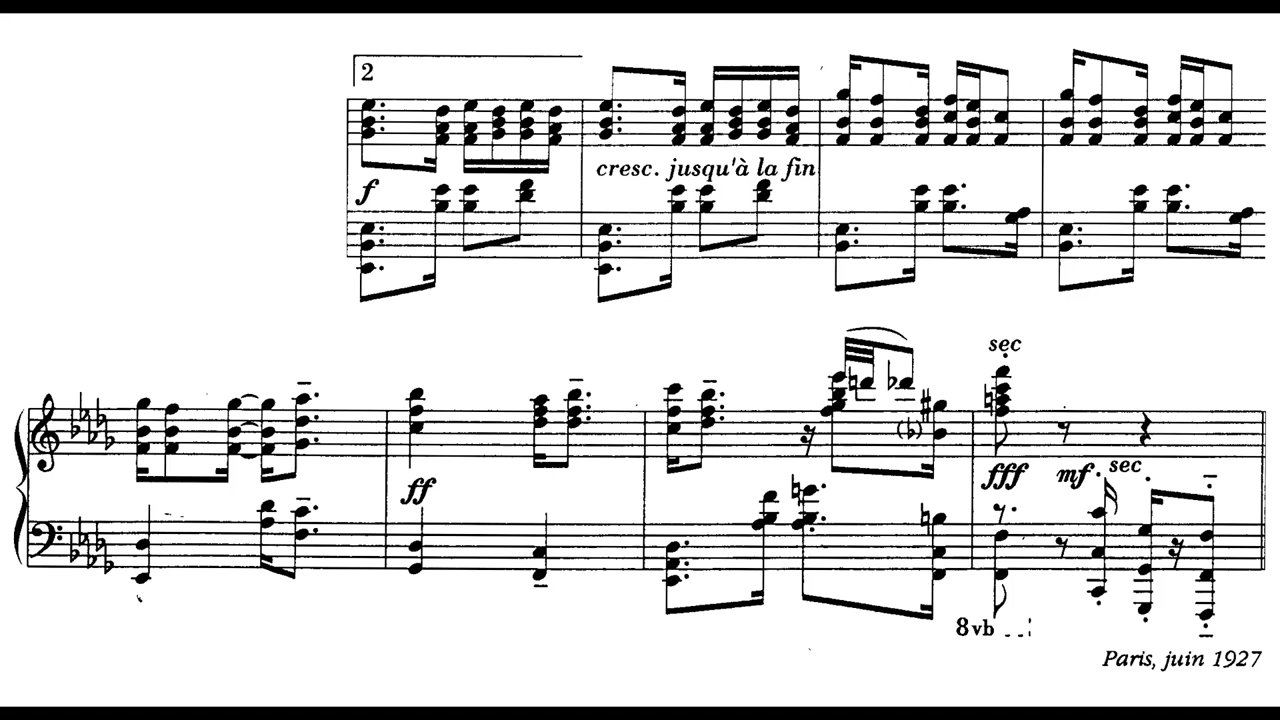 2
f
cresc. jusqu'à la fin
sec
ff
fff mf sec
8vb
Paris, juin 1927